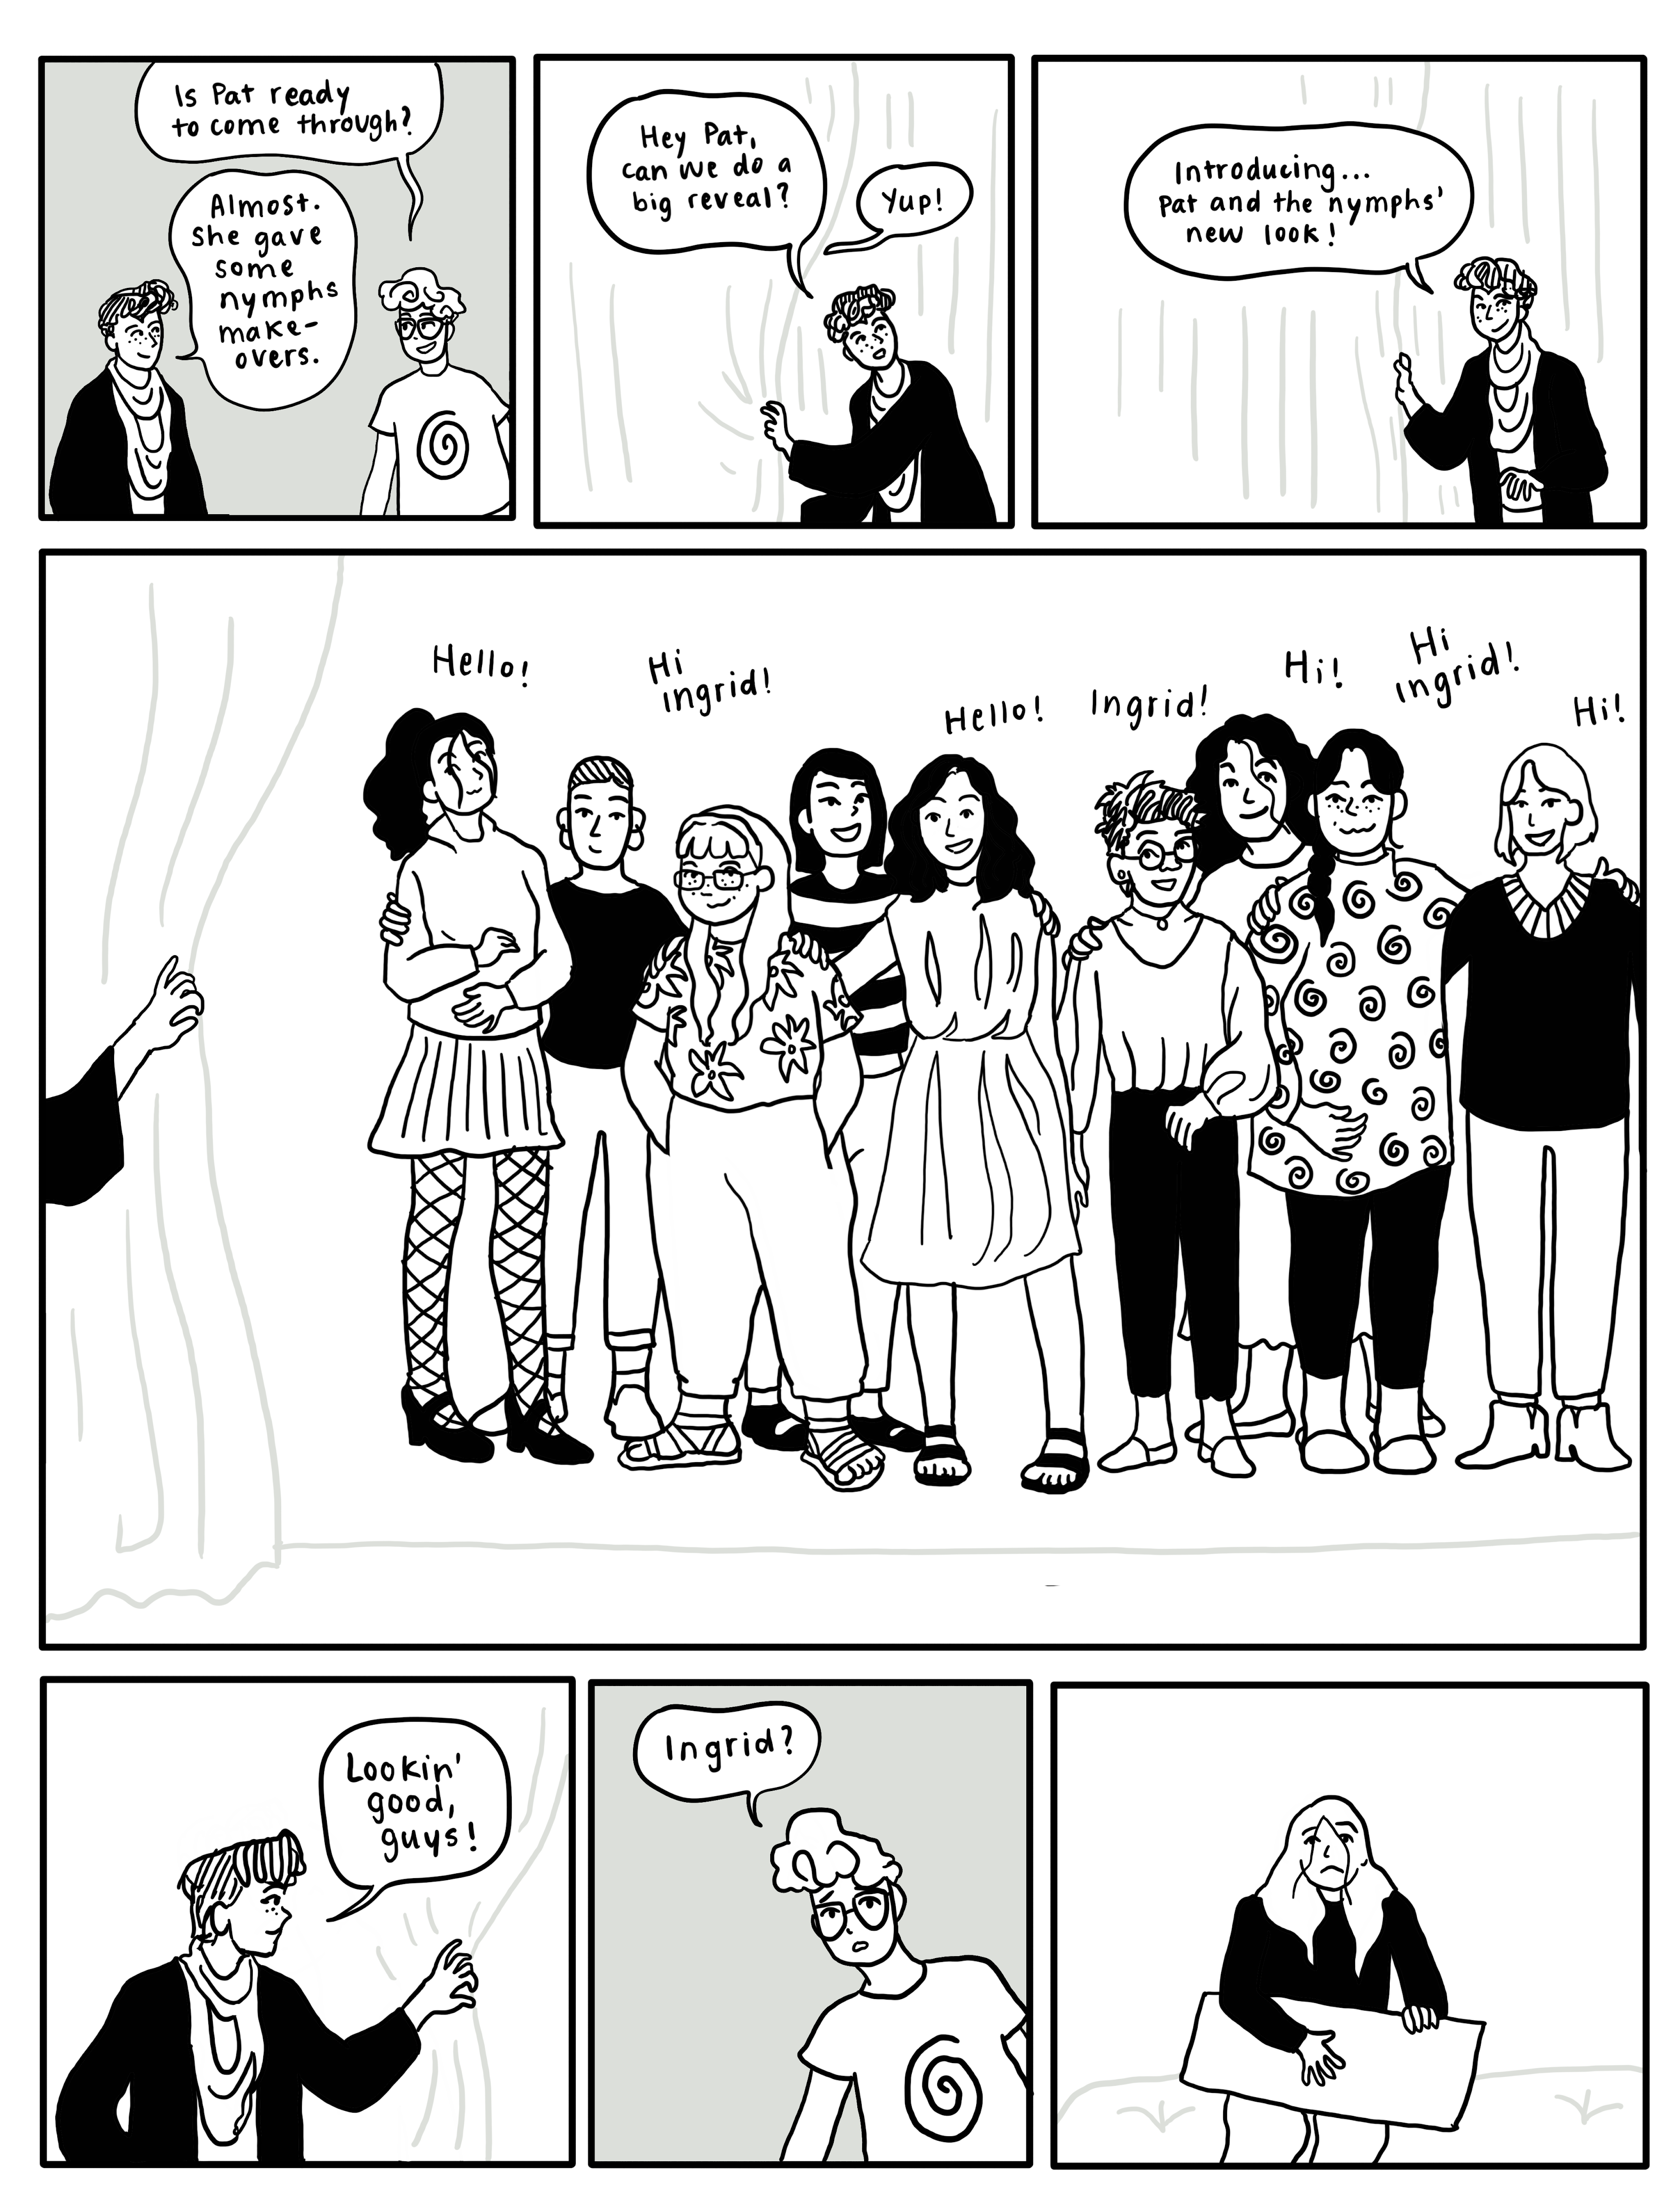 Is Pat ready
to come through?
Almost.
She gave
some
nymphs
make-
overs.
Hey Pat,
can we do a
big reveal?
Yup!
Introducing...
Pat and the nymphs'
new look!
Hello!
Hi
Ingrid!
Hello!
Ingrid!
Hi!
Hi
Ingrid!
Hi!
Lookin'
good,
guys!
Ingrid?